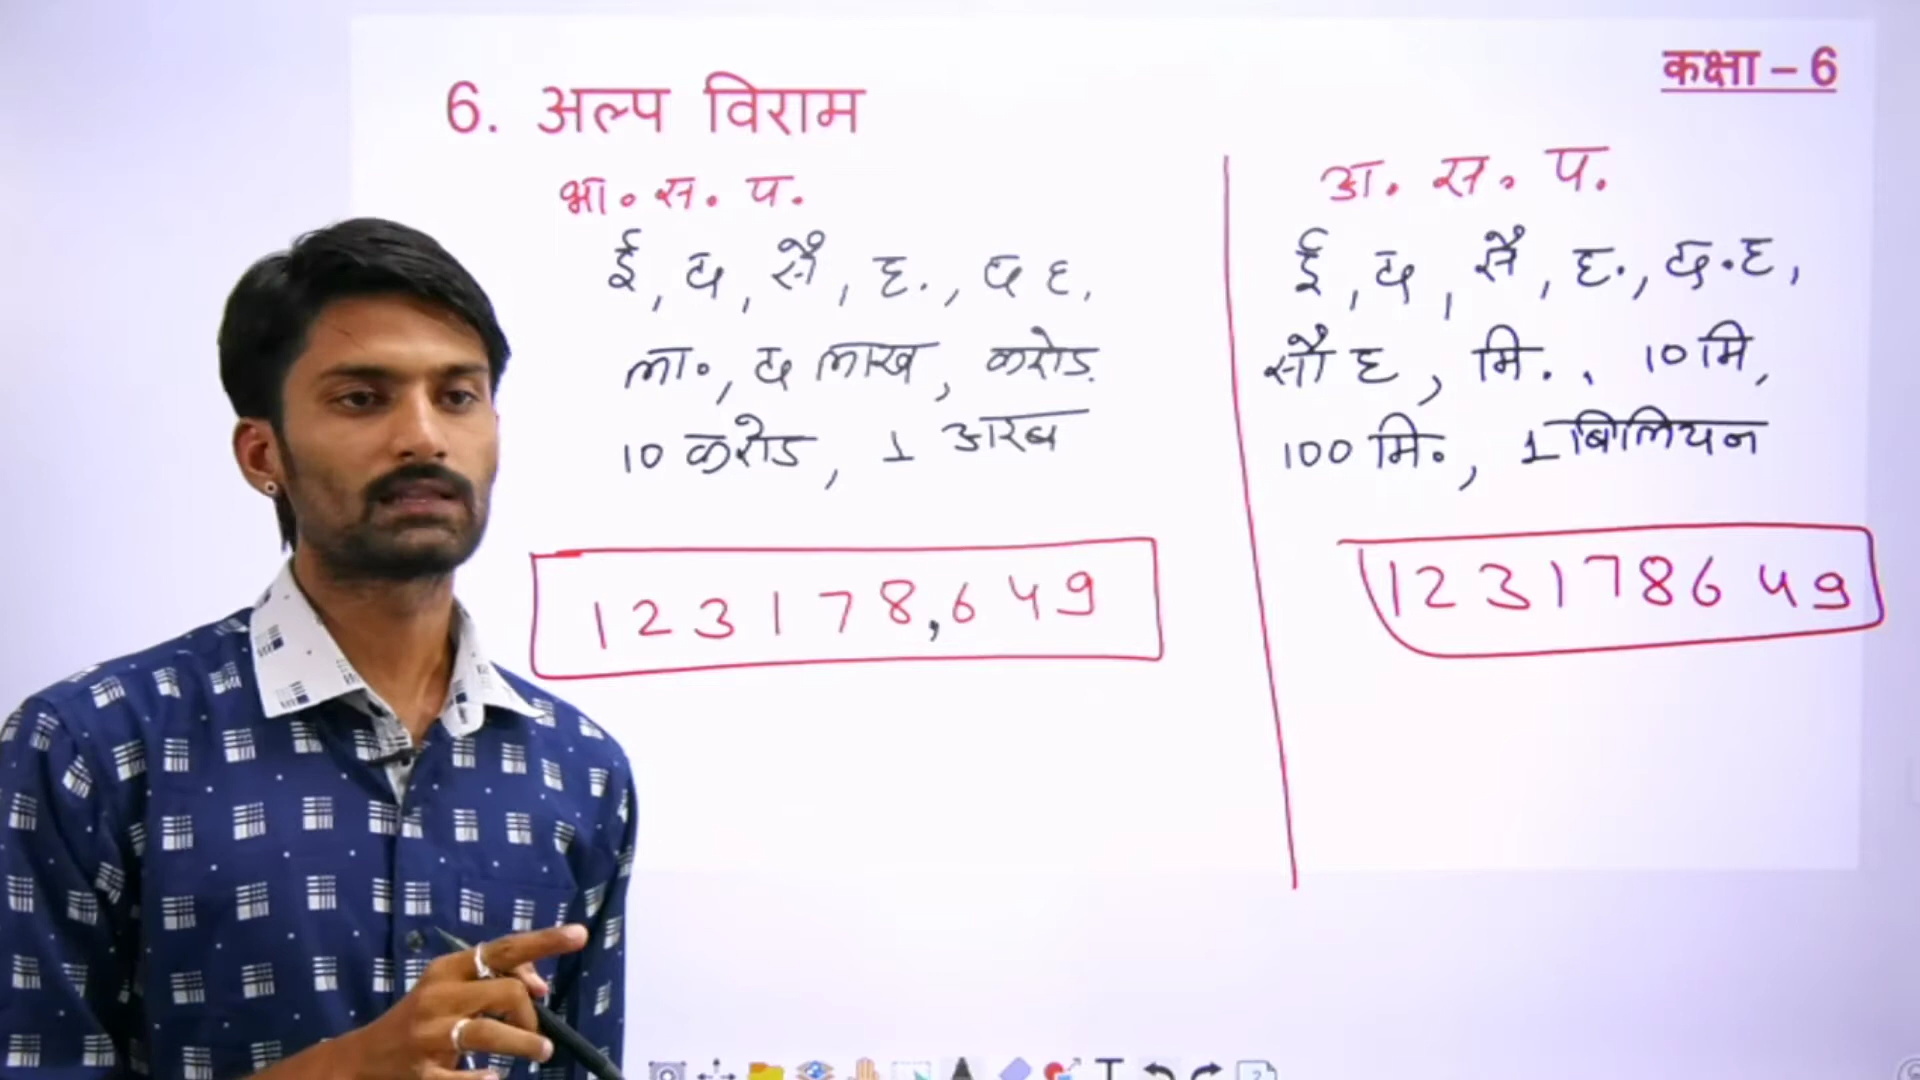 कक्षा – 6
6. अल्प विराम
भा. स. प.
ई, द, सै, ह., द ह,
ला., द लाख, करोड़
10 करोड, 1 अरब
123178,649
अ. स. प.
ई, द, सै, ह., द.ह,
सौ ह, मि., 10 मि,
100 मि., 1 बिलियन
123178649